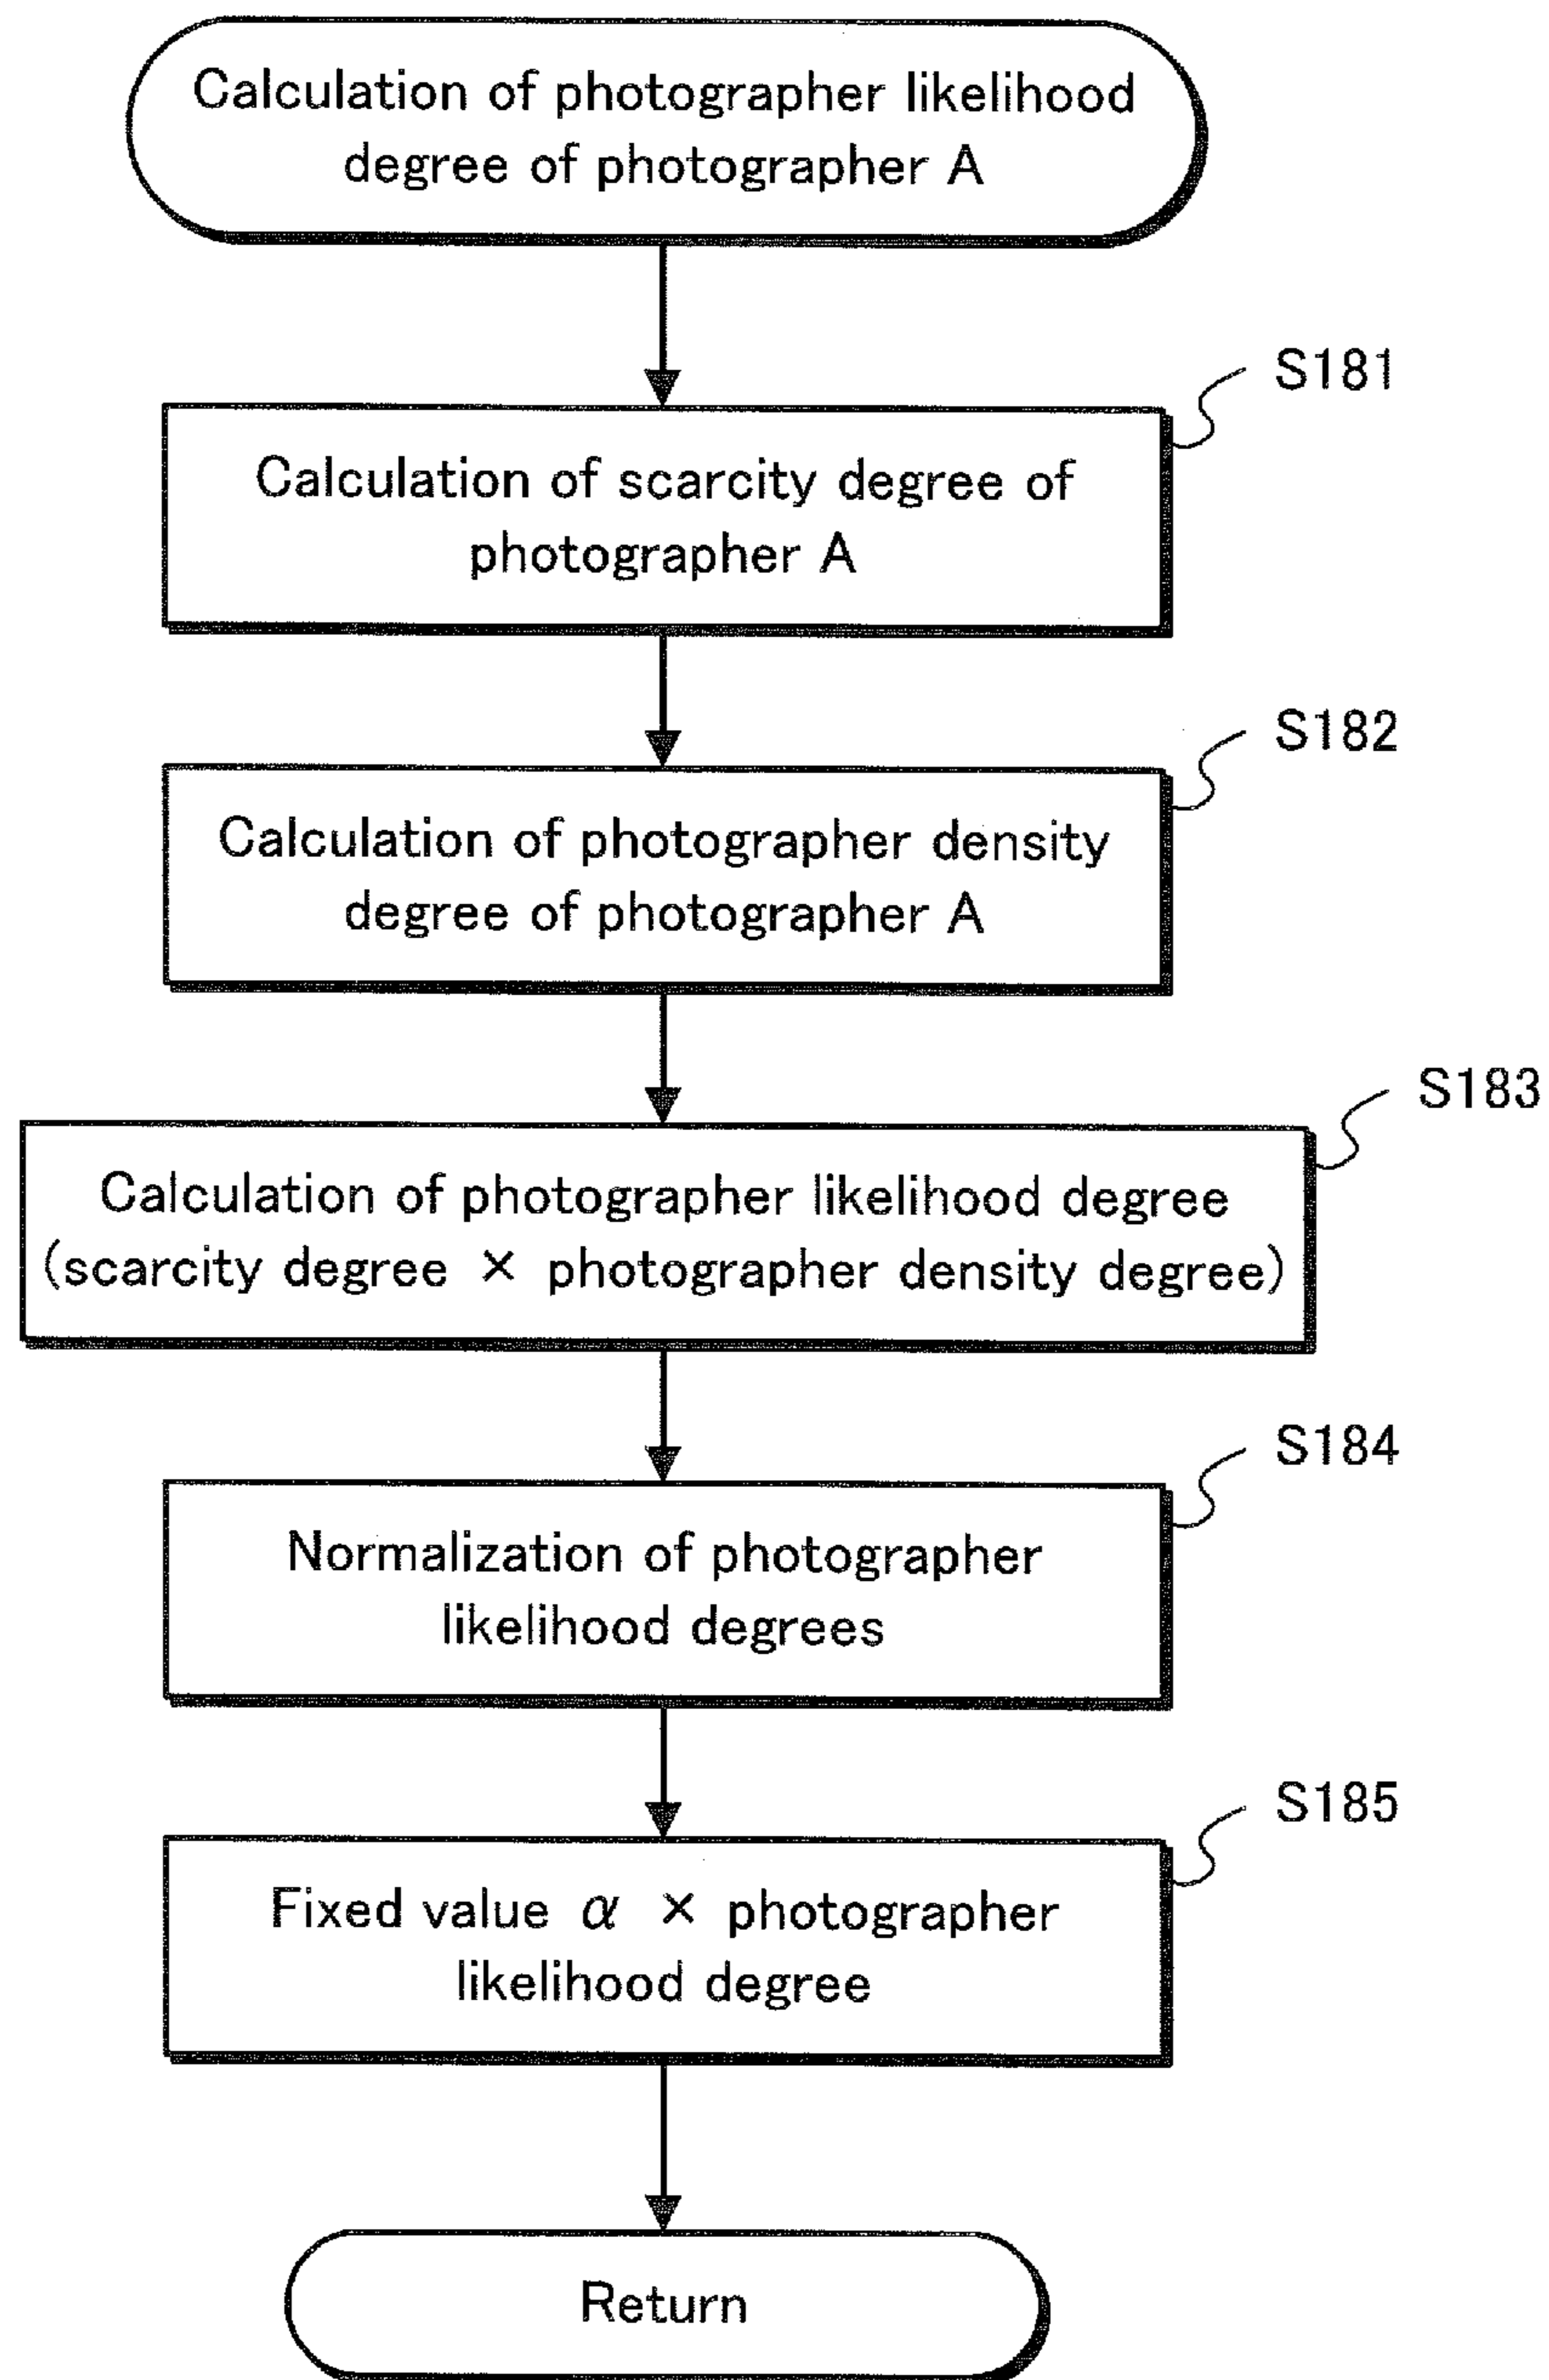 Calculation of photographer likelihood
degree of photographer A
S181
Calculation of scarcity degree of
photographer A
S182
Calculation of photographer density
degree of photographer A
S183
Calculation of photographer likelihood degree
(scarcity degree × photographer density degree)
S184
Normalization of photographer
likelihood degrees
S185
Fixed value α × photographer
likelihood degree
Return